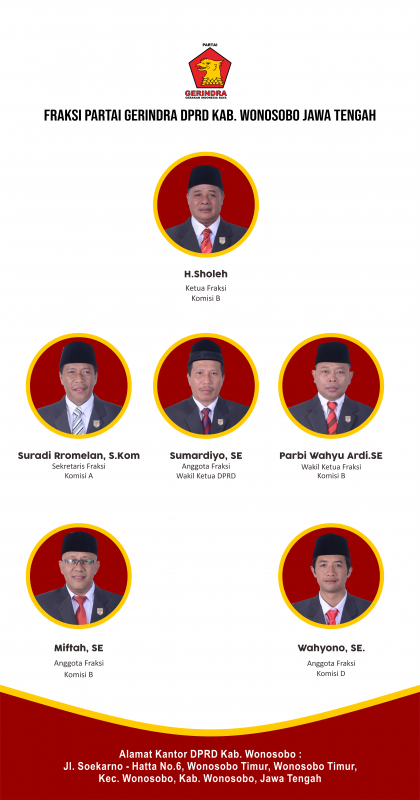 PARTAI
GERINDRA
GERAKAN INDONESIA RAYA
FRAKSI PARTAI GERINDRA DPRD KAB. WONOSOBO JAWA TENGAH
H.Sholeh
Ketua Fraksi
Komisi B
Suradi Rromelan, S.Kom
Sekretaris Fraksi
Komisi A
Sumardiyo, SE
Anggota Fraksi
Wakil Ketua DPRD
Parbi Wahyu Ardi.SE
Wakil Ketua Fraksi
Komisi B
Miftah, SE
Anggota Fraksi
Komisi B
Wahyono, SE.
Anggota Fraksi
Komisi D
Alamat Kantor DPRD Kab. Wonosobo :
Jl. Soekarno - Hatta No.6, Wonosobo Timur, Wonosobo Timur,
Kec. Wonosobo, Kab. Wonosobo, Jawa Tengah